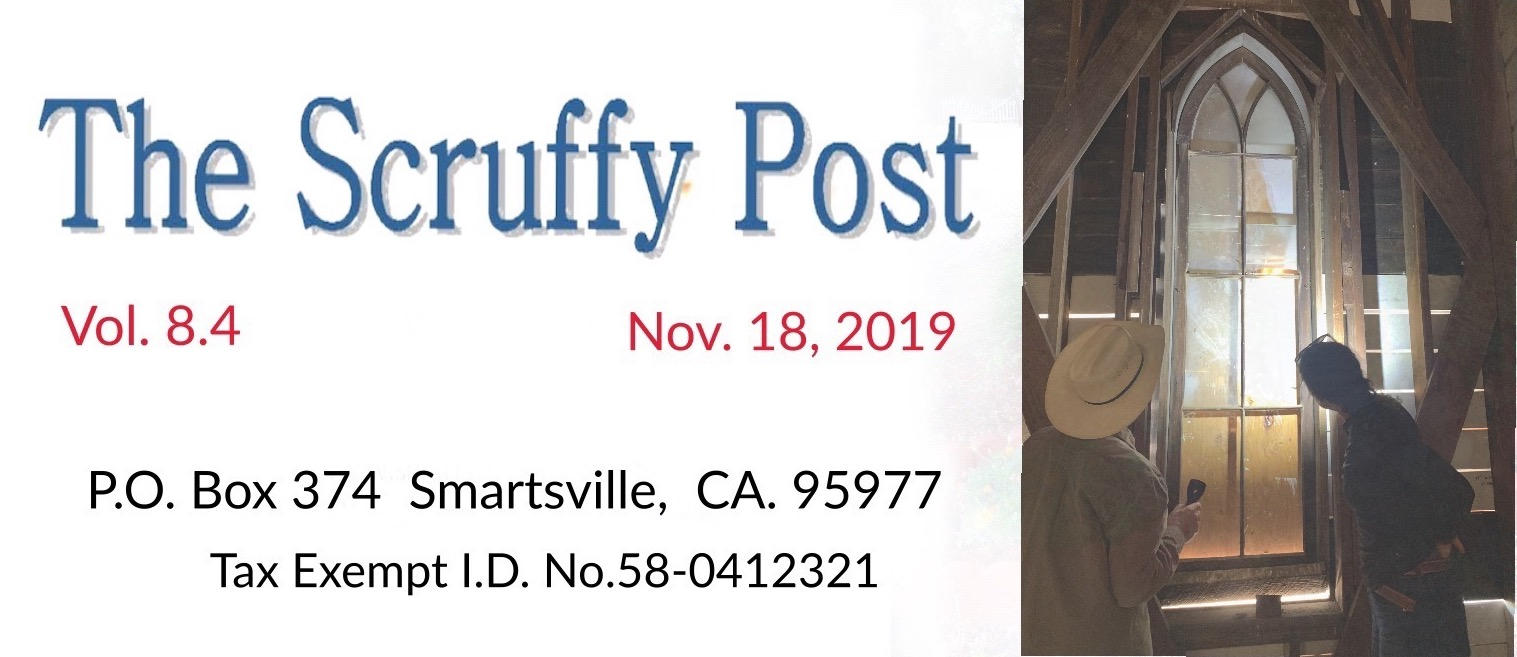 The Scruffy Post
Vol. 8.4 Nov. 18, 2019
P.O. Box 374 Smartsville, CA. 95977
Tax Exempt I.D. No.58-0412321